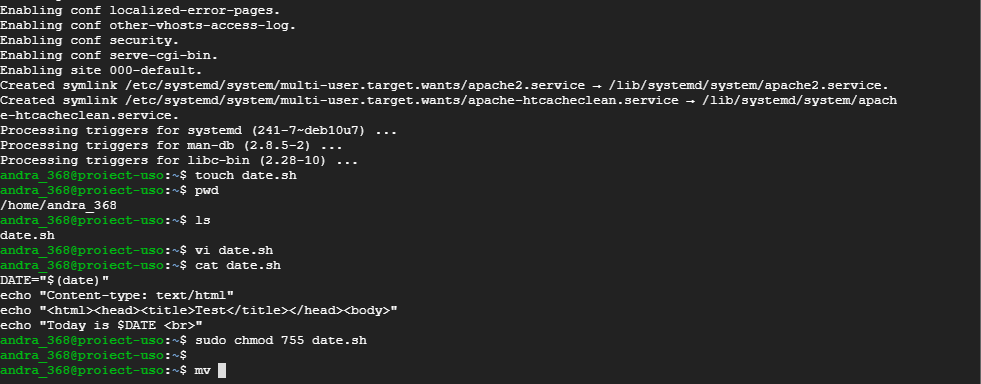 Enabling conf localized-error-pages.
Enabling conf other-vhosts-access-log.
Enabling conf security.
Enabling conf serve-cgi-bin.
Enabling site 000-default.
Created symlink /etc/systemd/system/multi-user.target.wants/apache2.service → /lib/systemd/system/apache2.service.
Created symlink /etc/systemd/system/multi-user.target.wants/apache-htcacheclean.service → /lib/systemd/system/apach
e-htcacheclean.service.
Processing triggers for systemd (241-7~deb10u7) ...
Processing triggers for man-db (2.8.5-2) ...
Processing triggers for libc-bin (2.28-10) ...
andra_368@proiect-uso:~$ touch date.sh
andra_368@proiect-uso:~$ pwd
/home/andra_368
andra_368@proiect-uso:~$ ls
date.sh
andra_368@proiect-uso:~$ vi date.sh
andra_368@proiect-uso:~$ cat date.sh
DATE="$(date)"
echo "Content-type: text/html"
echo "<html><head><title>Test</title></head><body>"
echo "Today is $DATE <br>"
andra_368@proiect-uso:~$ sudo chmod 755 date.sh
andra_368@proiect-uso:~$
andra_368@proiect-uso:~$ mv